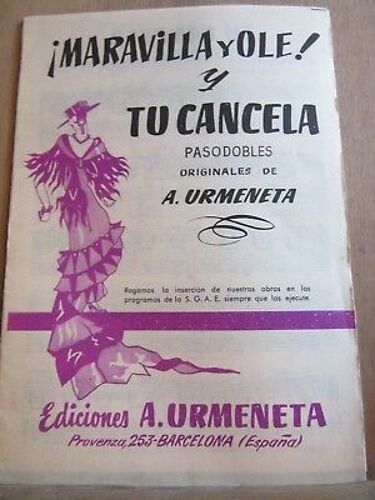 ¡MARAVILLA Y OLE!
y
TU CANCELA
PASODOBLES
ORIGINALES DE
A. URMENETA
Rogamos la inserción de nuestras obras en los
programas de la S. G. A. E. siempre que las ejecute.
Ediciones A. URMENETA
Provenza, 253-BARCELONA (España)